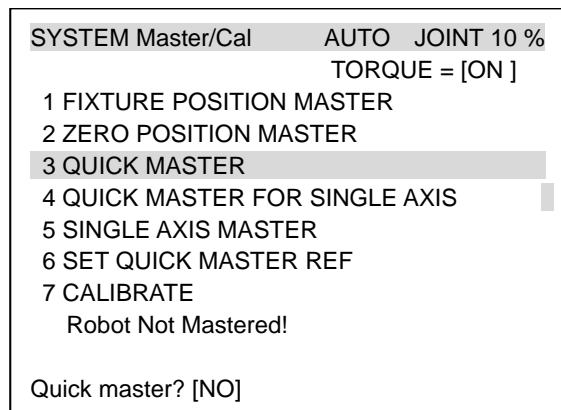 SYSTEM Master/Cal AUTO JOINT 10 %
TORQUE = [ON ]
1 FIXTURE POSITION MASTER
2 ZERO POSITION MASTER
3 QUICK MASTER
4 QUICK MASTER FOR SINGLE AXIS
5 SINGLE AXIS MASTER
6 SET QUICK MASTER REF
7 CALIBRATE
Robot Not Mastered!
Quick master? [NO]